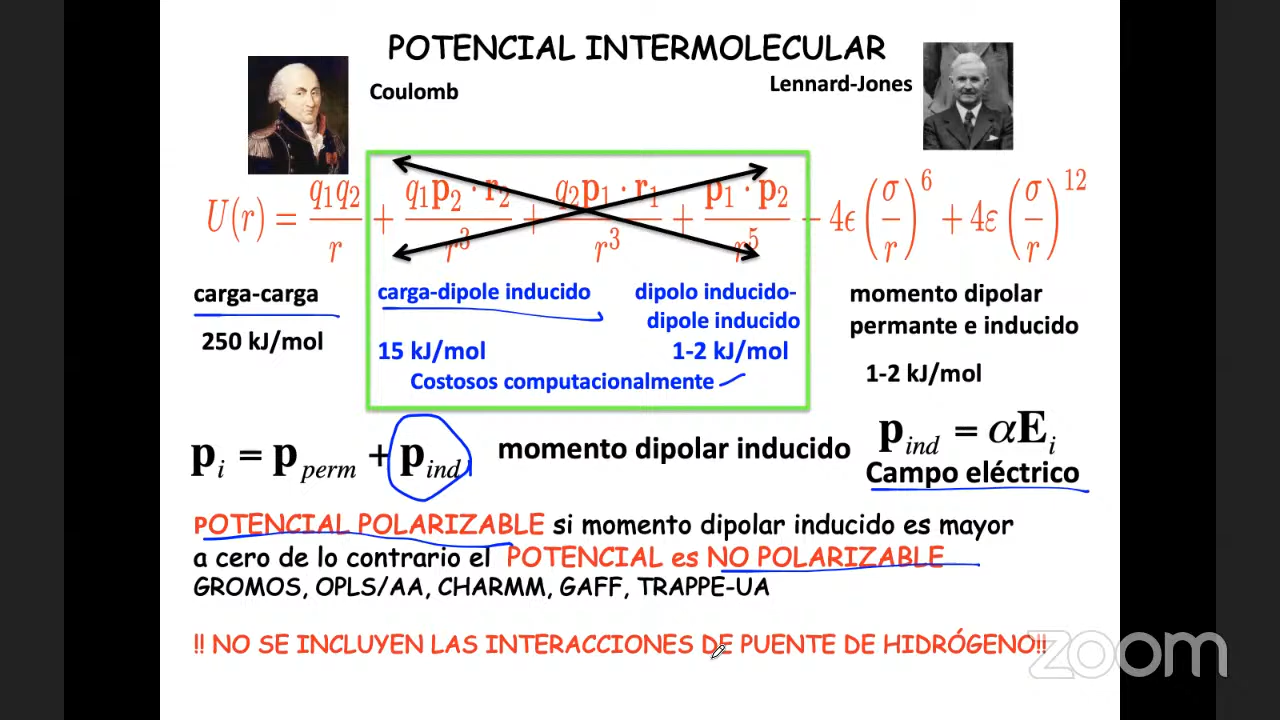 POTENCIAL INTERMOLECULAR
Coulomb
Lennard-Jones
U(r) = q₁q₂/r + q₁p₂ · r₂/r³ + q₂p₁ · r₁/r³ + p₁ · p₂/r⁵ − 4ϵ(σ/r)⁶ + 4ε(σ/r)¹²
carga-carga
250 kJ/mol
carga-dipole inducido
15 kJ/mol
dipolo inducido-
dipole inducido
1-2 kJ/mol
Costosos computacionalmente
momento dipolar
permante e inducido
1-2 kJ/mol
pᵢ = p perm + p ind
momento dipolar inducido
p ind = αEᵢ
Campo eléctrico
POTENCIAL POLARIZABLE si momento dipolar inducido es mayor
a cero de lo contrario el POTENCIAL es NO POLARIZABLE
GROMOS, OPLS/AA, CHARMM, GAFF, TRAPPE-UA
!! NO SE INCLUYEN LAS INTERACCIONES DE PUENTE DE HIDRÓGENO!!
zoom